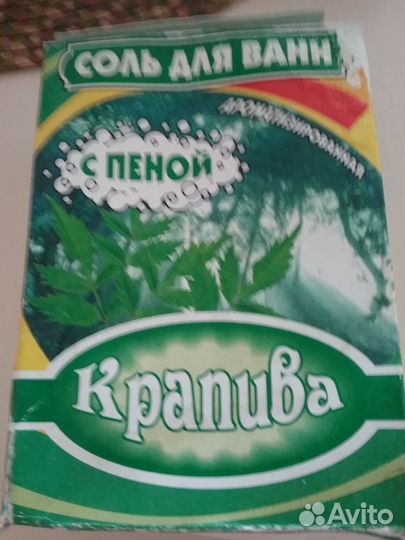 СОЛЬ ДЛЯ ВАНН
АРОМАТИЗИРОВАННАЯ
С ПЕНОЙ
Крапива
Avito